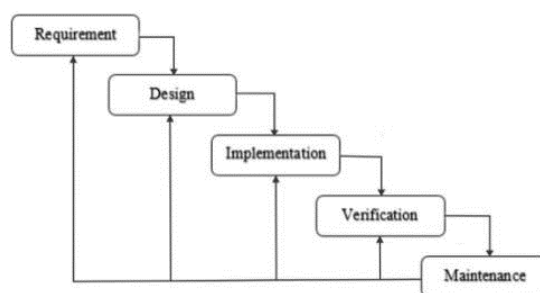 Requirement
Design
Implementation
Verification
Maintenance